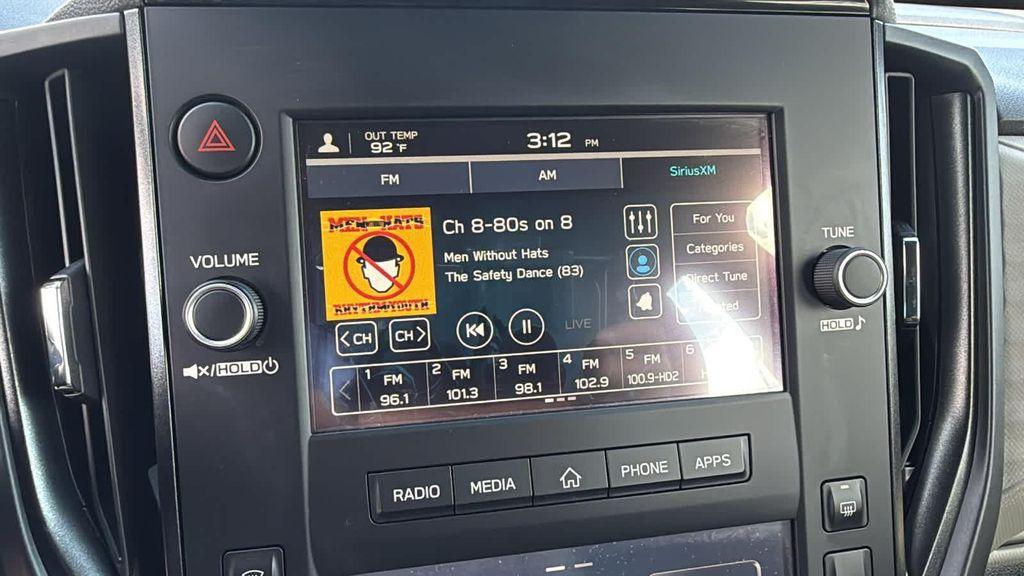 OUT TEMP
92 °F
3:12 PM
FM
AM
SiriusXM
MEN HATS
RHYTHM YOUTH
Ch 8-80s on 8
Men Without Hats
The Safety Dance (83)
For You
Categories
Direct Tune
< CH
CH >
LIVE
1 FM 96.1
2 FM 101.3
3 FM 98.1
4 FM 102.9
5 FM 100.9-HD2
6
VOLUME
/HOLD
TUNE
HOLD
RADIO
MEDIA
PHONE
APPS